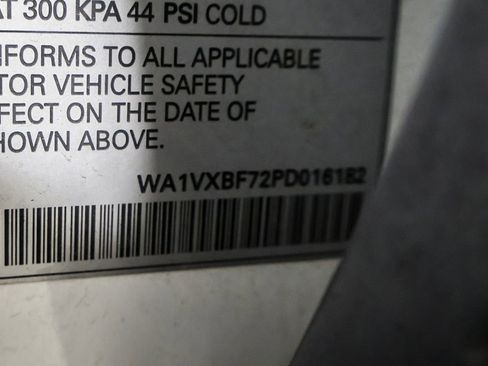 AT 300 KPA 44 PSI COLD
NFORMS TO ALL APPLICABLE
TOR VEHICLE SAFETY
FFECT ON THE DATE OF
HOWN ABOVE.
WA1VXBF72PD016182